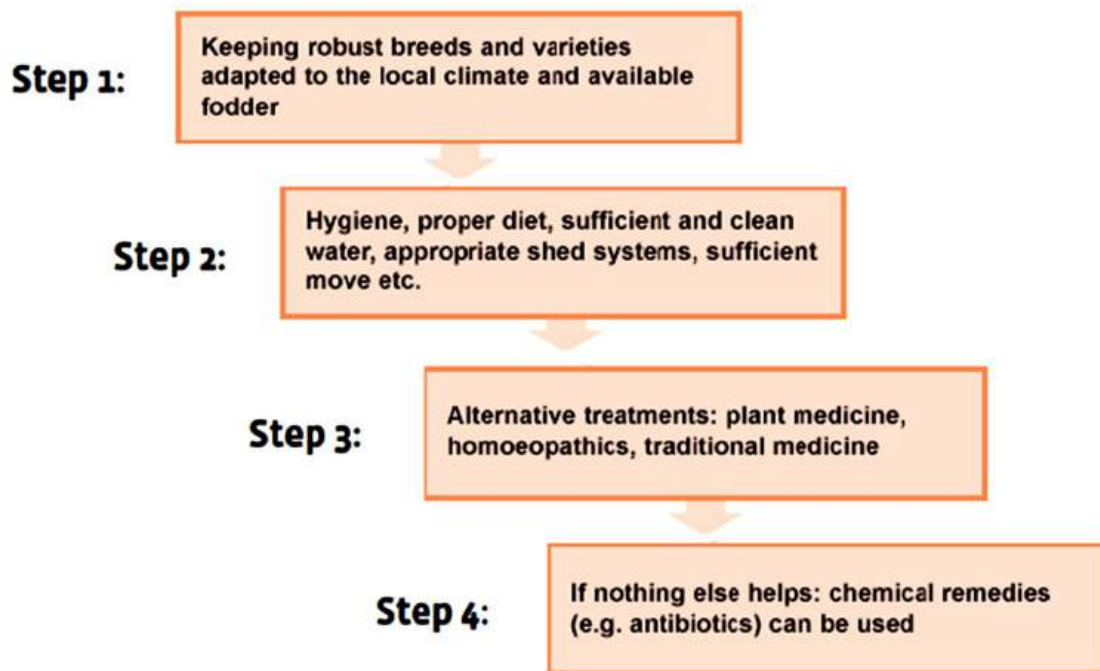 Step 1:
Keeping robust breeds and varieties
adapted to the local climate and available
fodder
Step 2:
Hygiene, proper diet, sufficient and clean
water, appropriate shed systems, sufficient
move etc.
Step 3:
Alternative treatments: plant medicine,
homoeopathics, traditional medicine
Step 4:
If nothing else helps: chemical remedies
(e.g. antibiotics) can be used